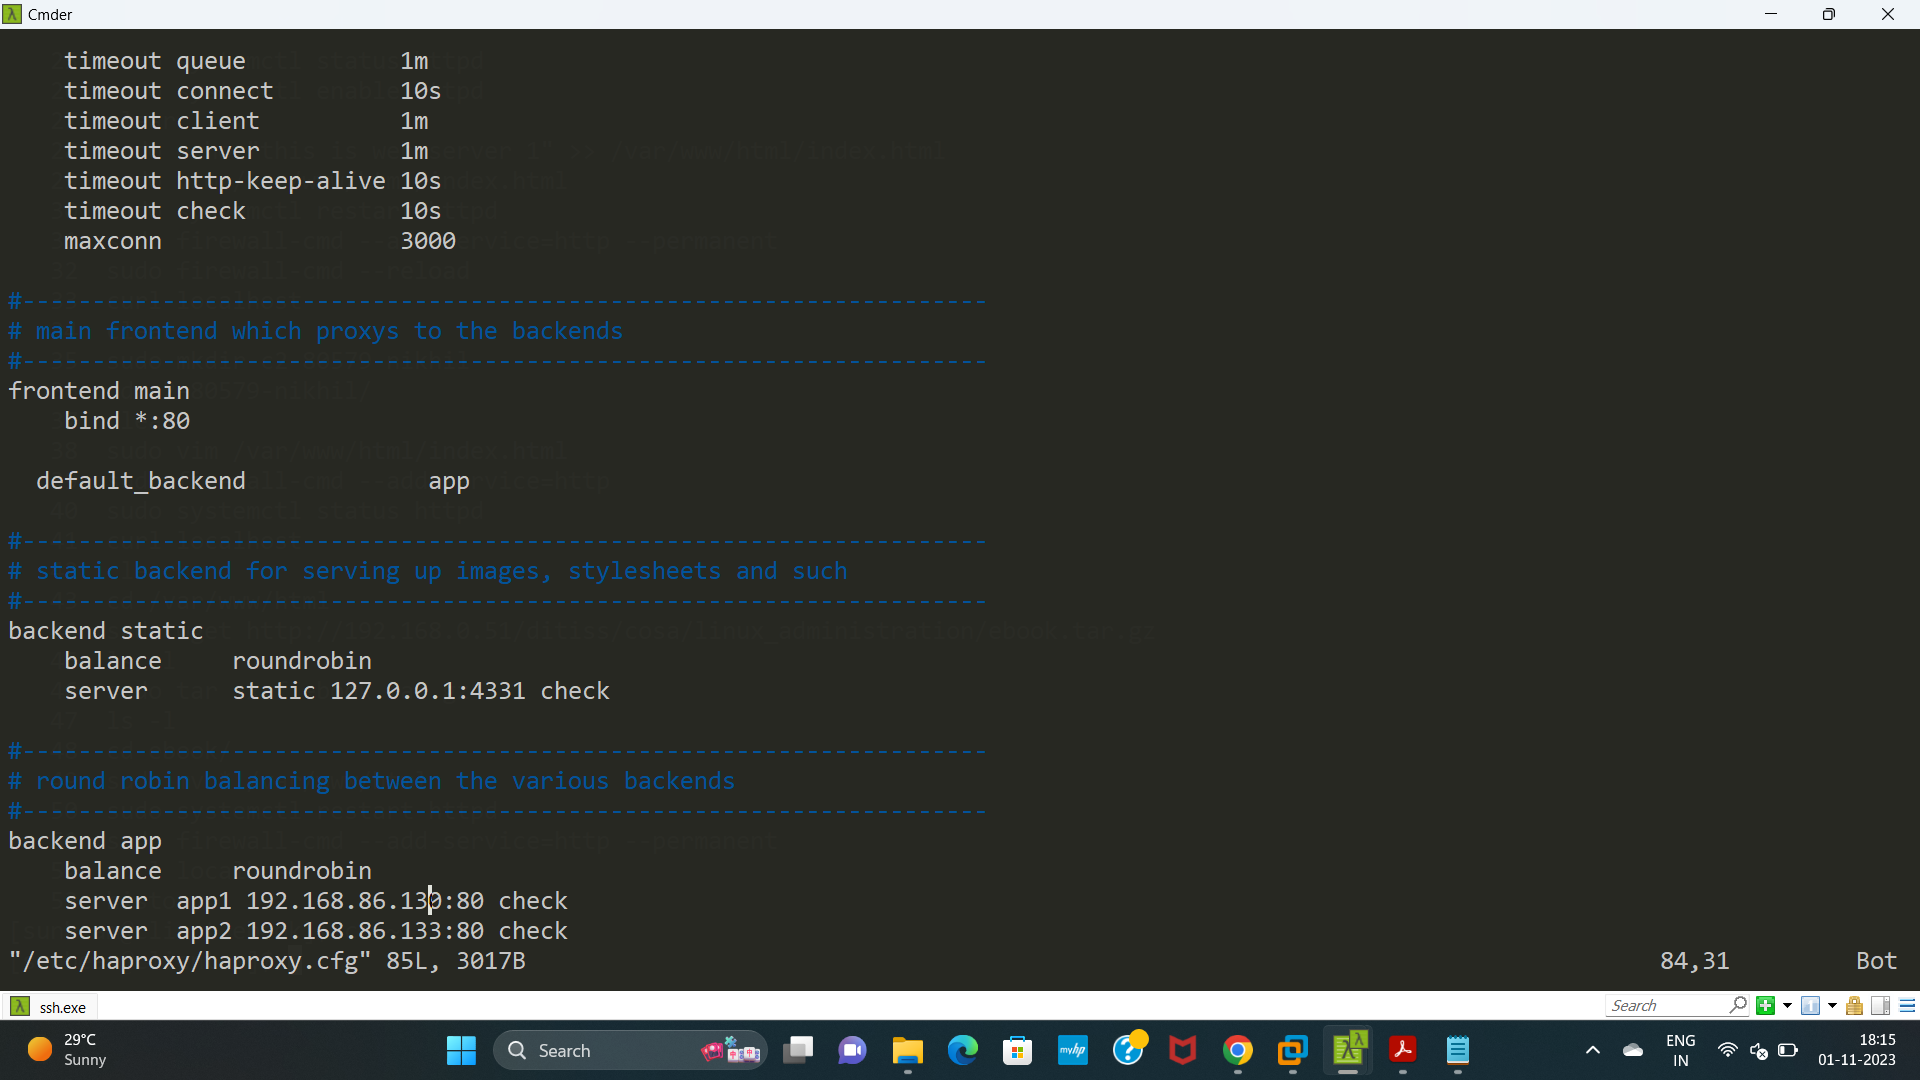 Cmder
timeout queue 1m
timeout connect 10s
timeout client 1m
timeout server 1m
timeout http-keep-alive 10s
timeout check 10s
maxconn 3000
#---------------------------------------------------------------------
# main frontend which proxys to the backends
#---------------------------------------------------------------------
frontend main
bind *:80
default_backend app
#---------------------------------------------------------------------
# static backend for serving up images, stylesheets and such
#---------------------------------------------------------------------
backend static
balance roundrobin
server static 127.0.0.1:4331 check
#---------------------------------------------------------------------
# round robin balancing between the various backends
#---------------------------------------------------------------------
backend app
balance roundrobin
server app1 192.168.86.130:80 check
server app2 192.168.86.133:80 check
"/etc/haproxy/haproxy.cfg" 85L, 3017B 84,31 Bot
ssh.exe Search
29°C
Sunny
Search
myhp
ENG
IN
18:15
01-11-2023